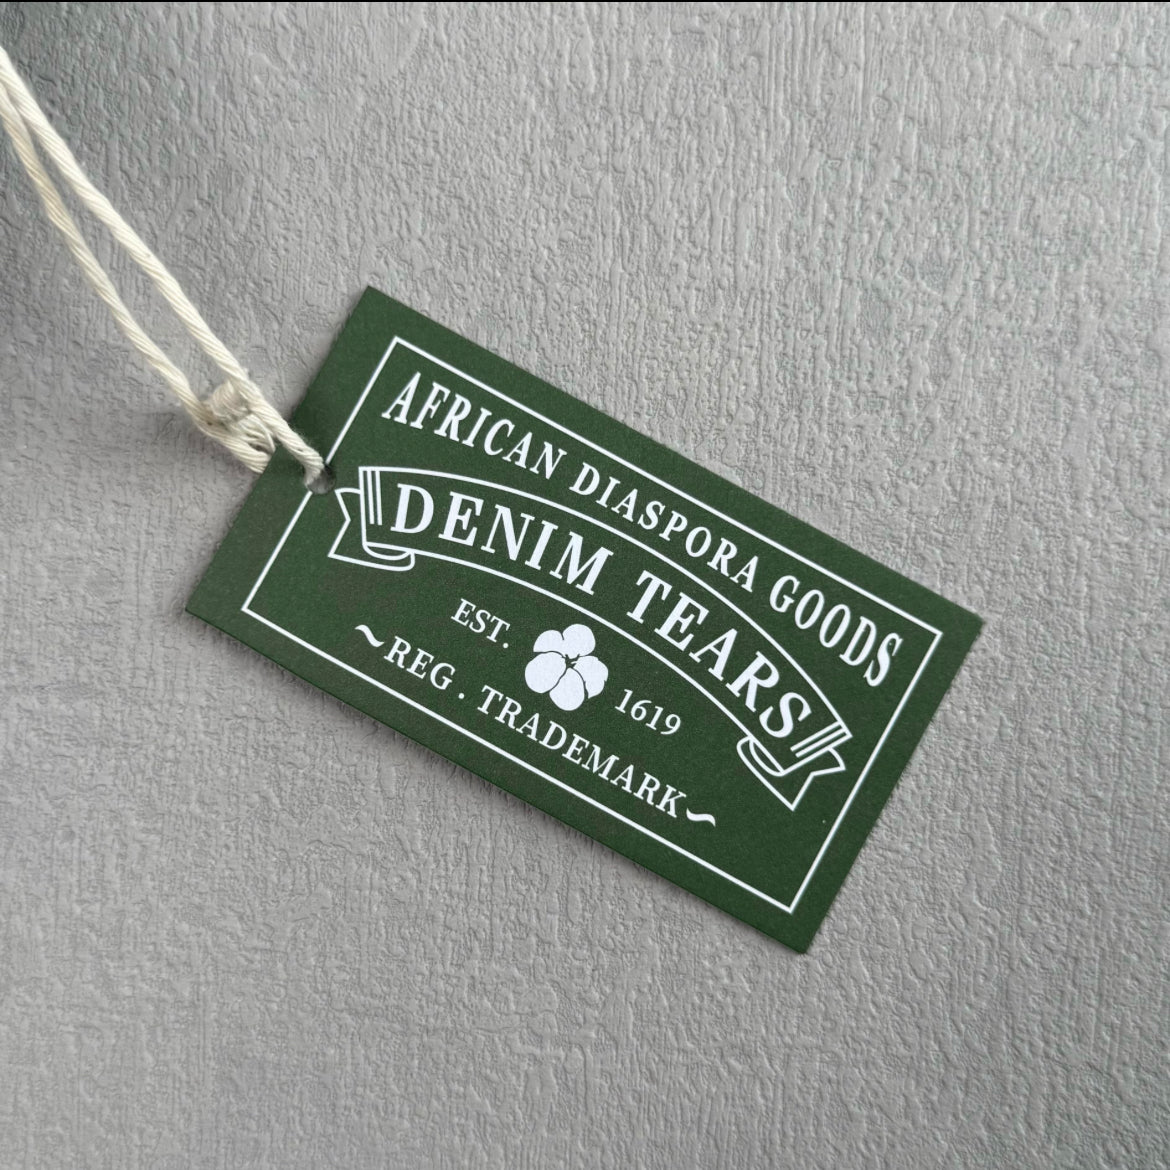 AFRICAN DIASPORA GOODS
DENIM TEARS
EST. 1619
~REG. TRADEMARK~